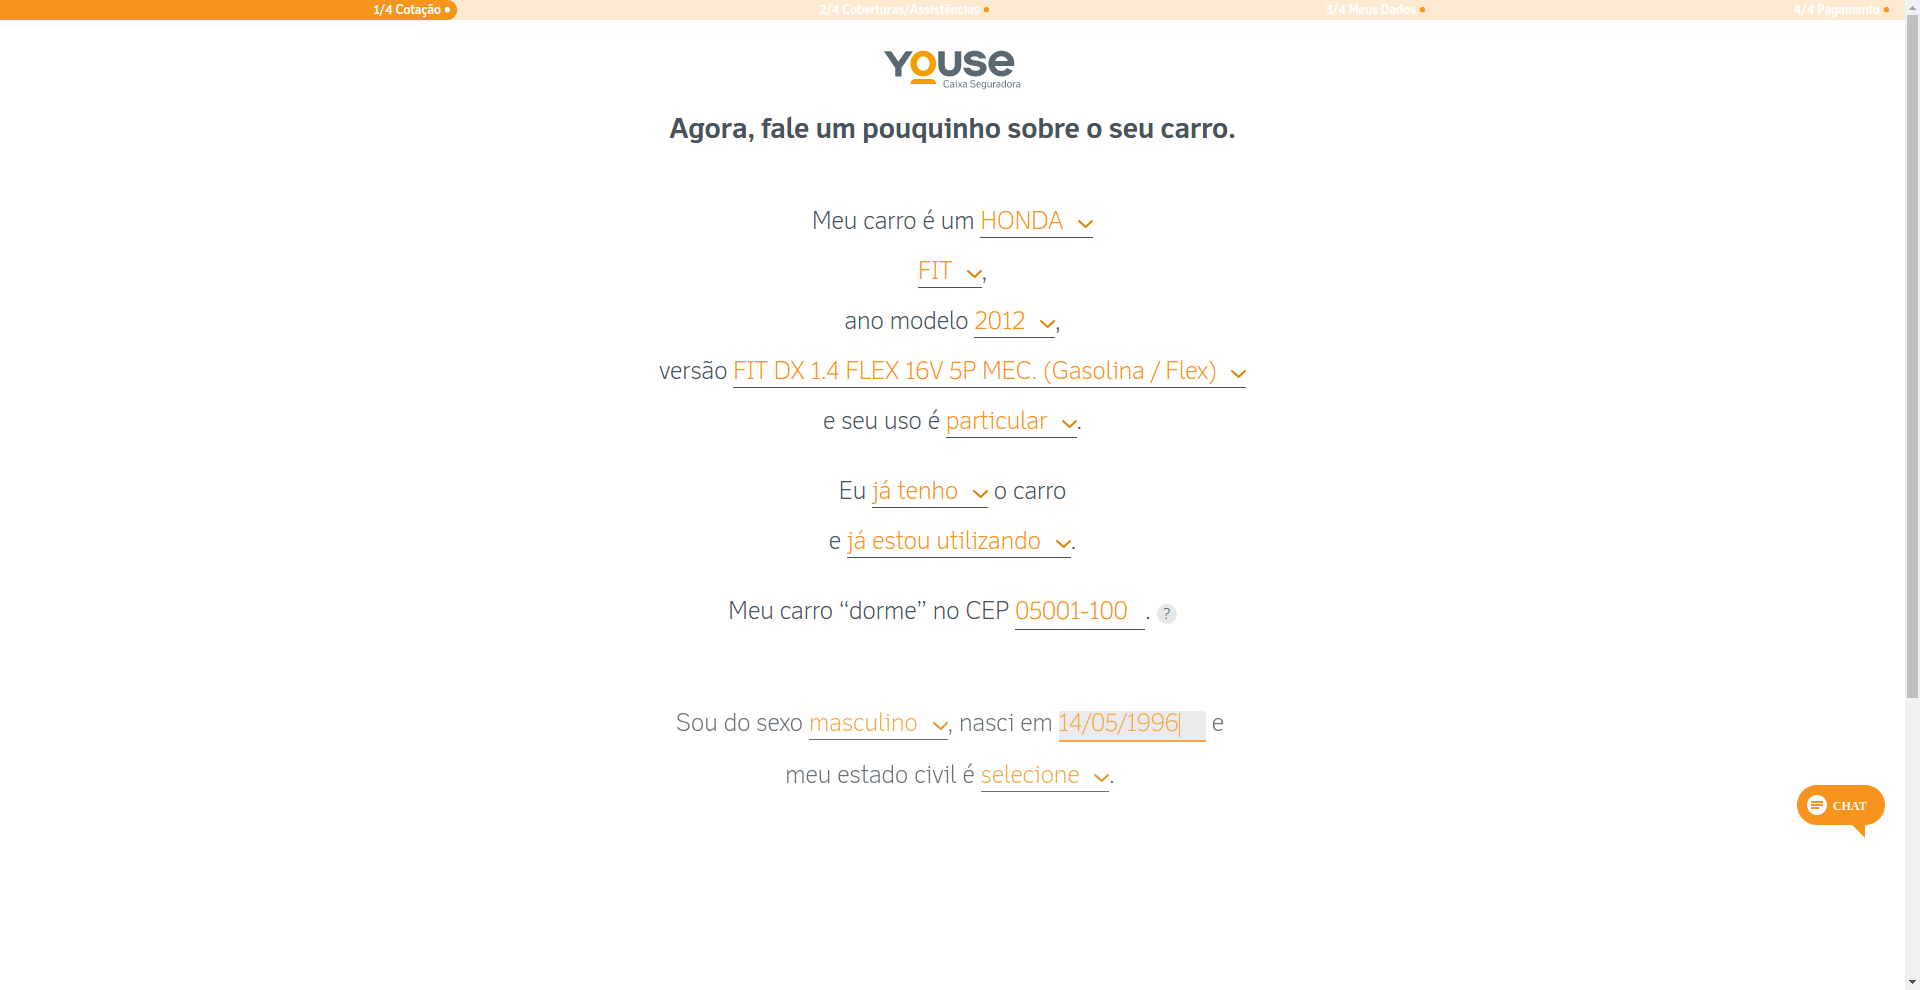 1/4 Cotação
2/4 Coberturas/Assistências
3/4 Meus Dados
4/4 Pagamento
YOUSE
Caixa Seguradora
Agora, fale um pouquinho sobre o seu carro.
Meu carro é um HONDA
FIT ,
ano modelo 2012 ,
versão FIT DX 1.4 FLEX 16V 5P MEC. (Gasolina / Flex)
e seu uso é particular .
Eu já tenho o carro
e já estou utilizando .
Meu carro “dorme” no CEP 05001-100 . ?
Sou do sexo masculino , nasci em 14/05/1996 e
meu estado civil é selecione .
CHAT